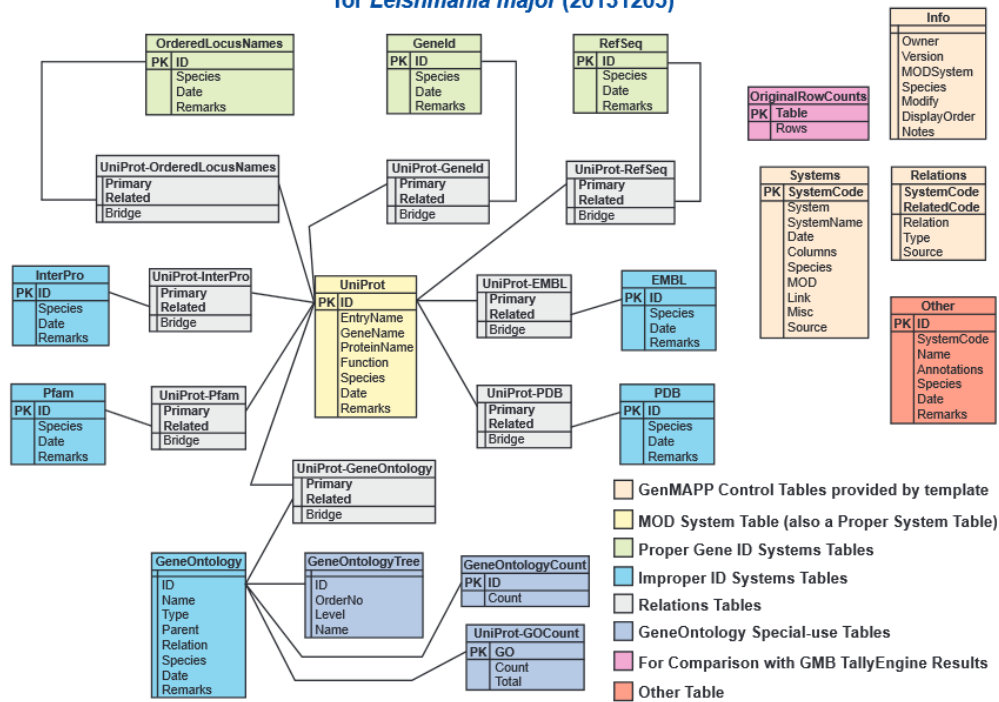 for Leishmania major (20131203)
OrderedLocusNames
PK ID
Species
Date
Remarks
GeneId
PK ID
Species
Date
Remarks
RefSeq
PK ID
Species
Date
Remarks
Info
Owner
Version
MODSystem
Species
Modify
DisplayOrder
Notes
OriginalRowCounts
PK Table
Rows
UniProt-OrderedLocusNames
Primary
Related
Bridge
UniProt-GeneId
Primary
Related
Bridge
UniProt-RefSeq
Primary
Related
Bridge
Systems
PK SystemCode
System
SystemName
Date
Columns
Species
MOD
Link
Misc
Source
Relations
SystemCode
RelatedCode
Relation
Type
Source
InterPro
PK ID
Species
Date
Remarks
UniProt-InterPro
Primary
Related
Bridge
UniProt
PK ID
EntryName
GeneName
ProteinName
Function
Species
Date
Remarks
UniProt-EMBL
Primary
Related
Bridge
EMBL
PK ID
Species
Date
Remarks
Other
PK ID
SystemCode
Name
Annotations
Species
Date
Remarks
Pfam
PK ID
Species
Date
Remarks
UniProt-Pfam
Primary
Related
Bridge
UniProt-PDB
Primary
Related
Bridge
PDB
PK ID
Species
Date
Remarks
UniProt-GeneOntology
Primary
Related
Bridge
GeneOntology
ID
Name
Type
Parent
Relation
Species
Date
Remarks
GeneOntologyTree
ID
OrderNo
Level
Name
GeneOntologyCount
PK ID
Count
UniProt-GOCount
PK GO
Count
Total
GenMAPP Control Tables provided by template
MOD System Table (also a Proper System Table)
Proper Gene ID Systems Tables
Improper ID Systems Tables
Relations Tables
GeneOntology Special-use Tables
For Comparison with GMB TallyEngine Results
Other Table